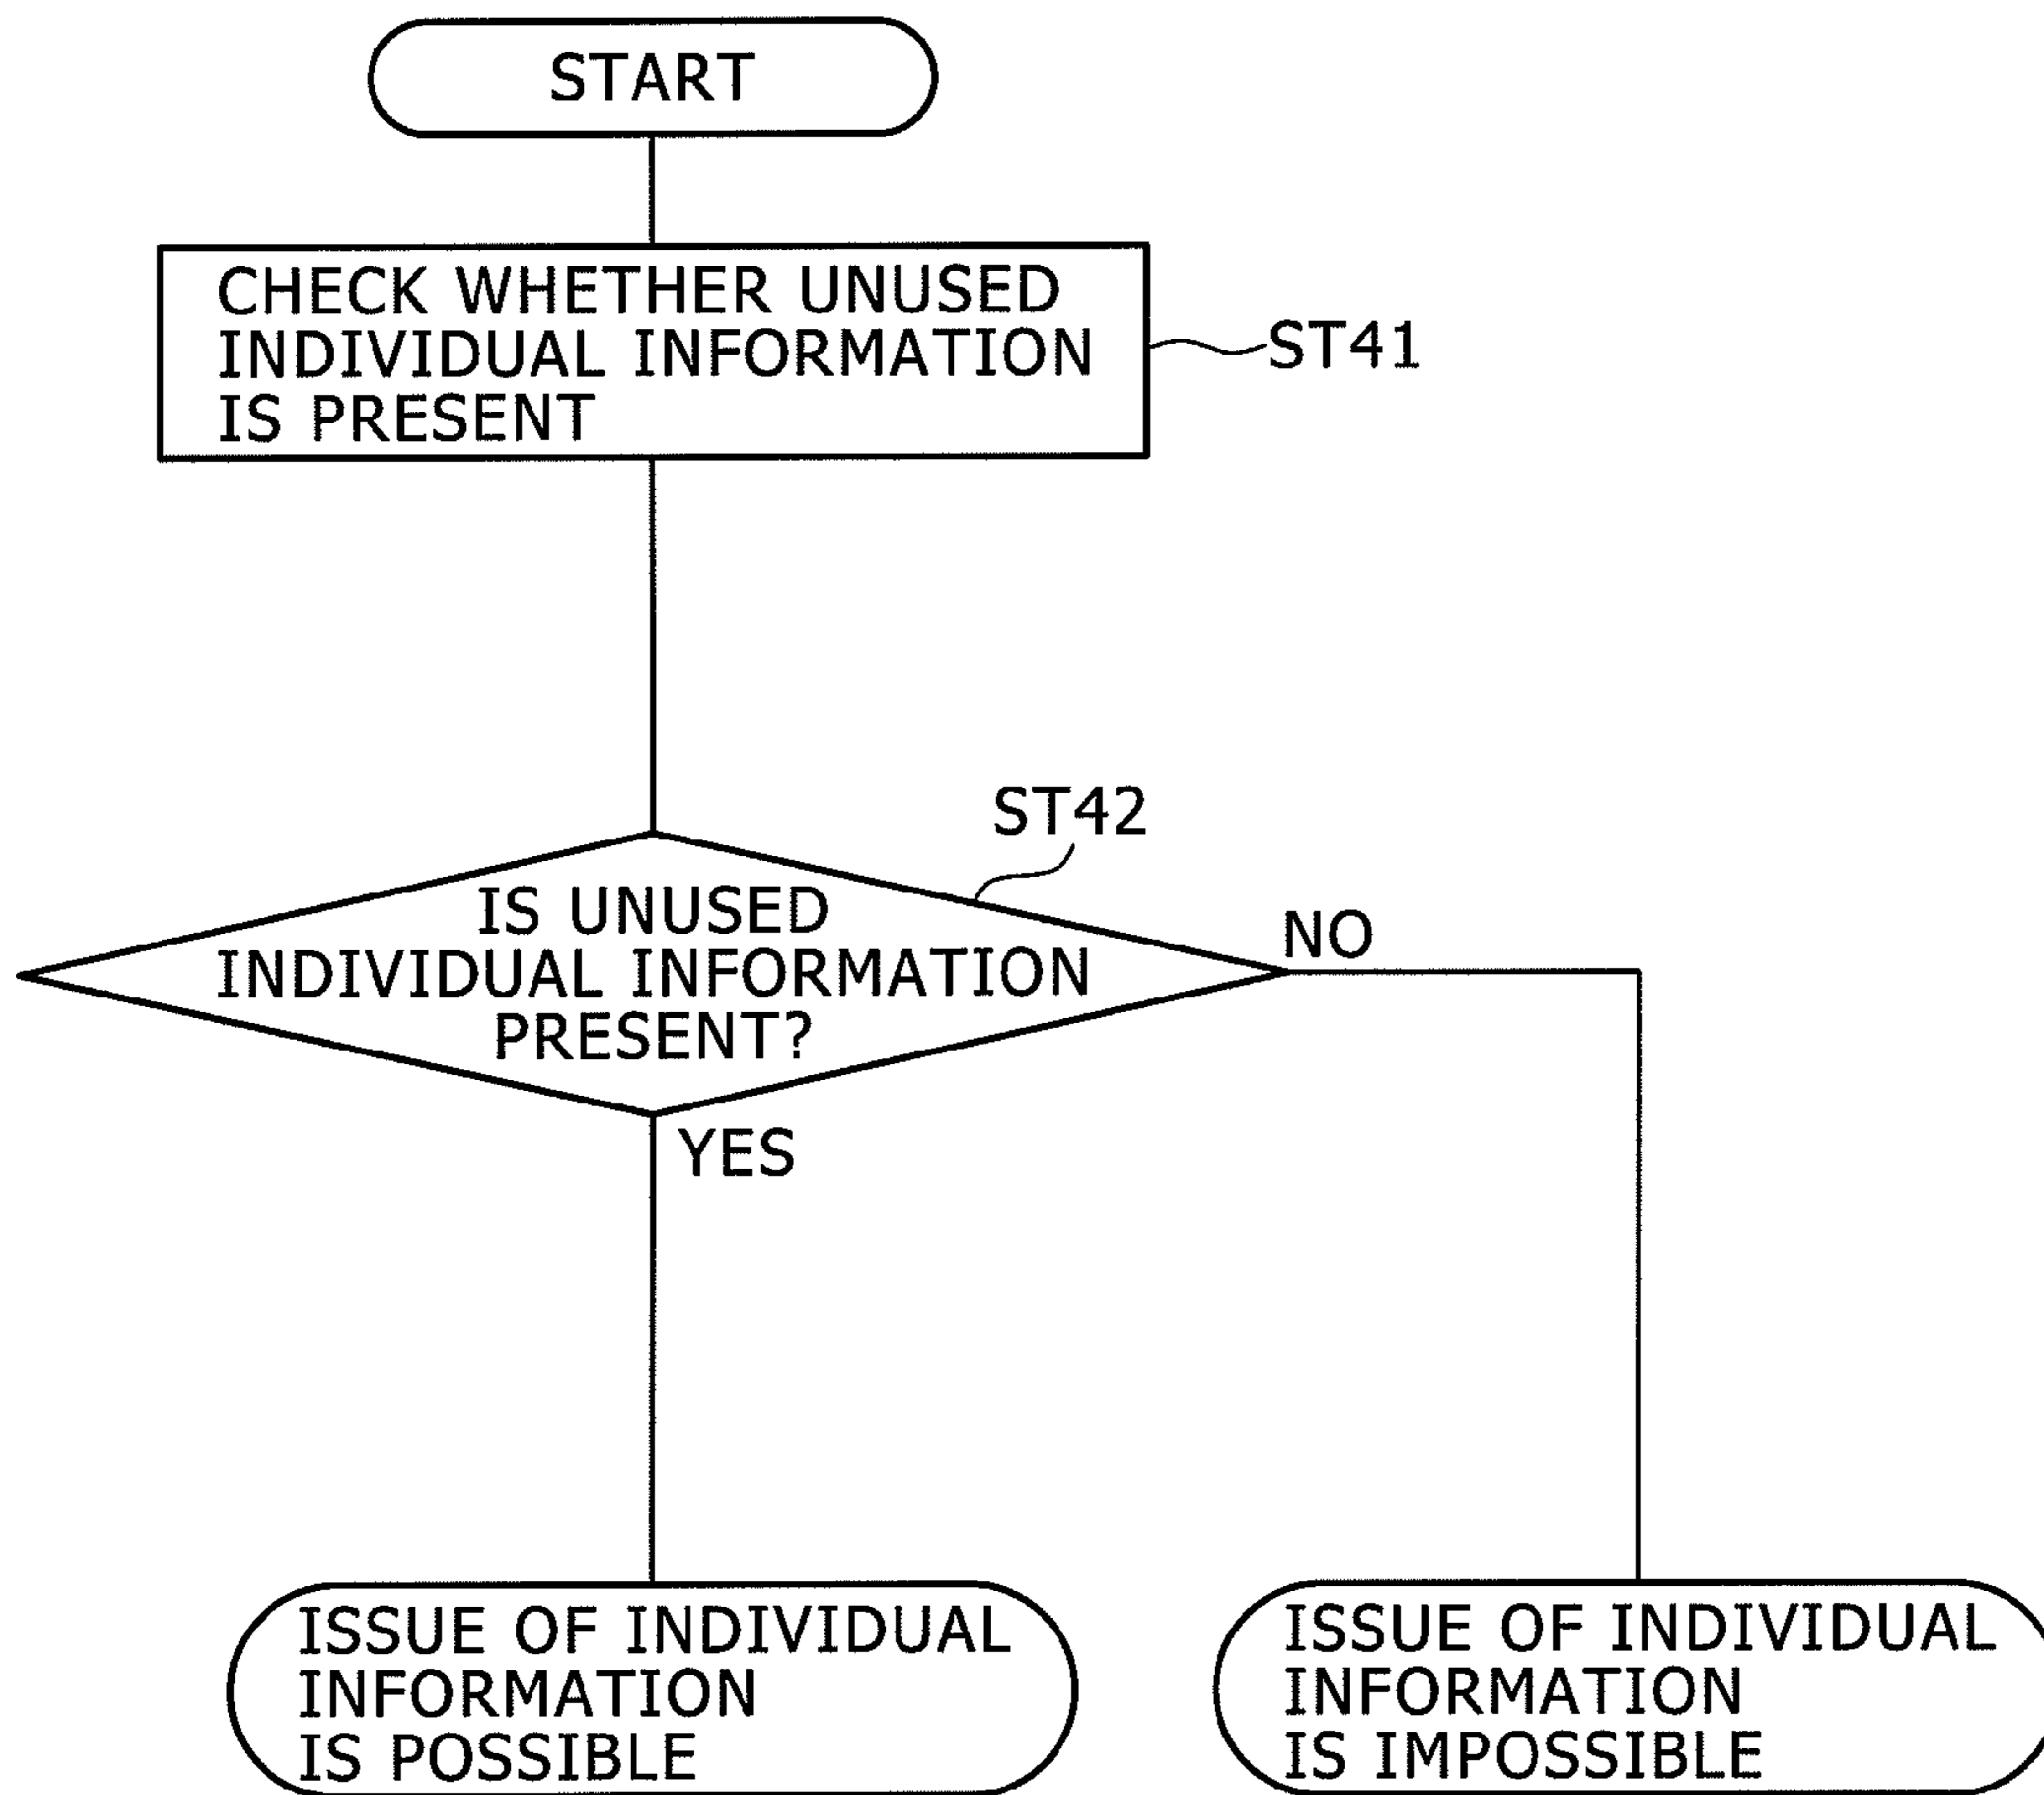 START
CHECK WHETHER UNUSED
INDIVIDUAL INFORMATION
IS PRESENT
ST41
ST42
IS UNUSED
INDIVIDUAL INFORMATION
PRESENT?
NO
YES
ISSUE OF INDIVIDUAL
INFORMATION
IS POSSIBLE
ISSUE OF INDIVIDUAL
INFORMATION
IS IMPOSSIBLE